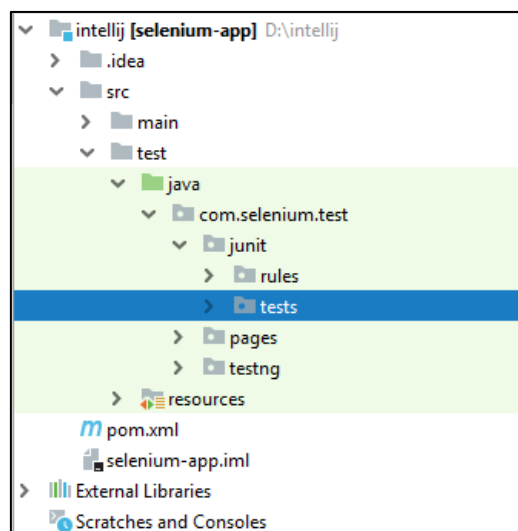 intellij [selenium-app] D:\intellij
.idea
src
main
test
java
com.selenium.test
junit
rules
tests
pages
testng
resources
m pom.xml
selenium-app.iml
External Libraries
Scratches and Consoles